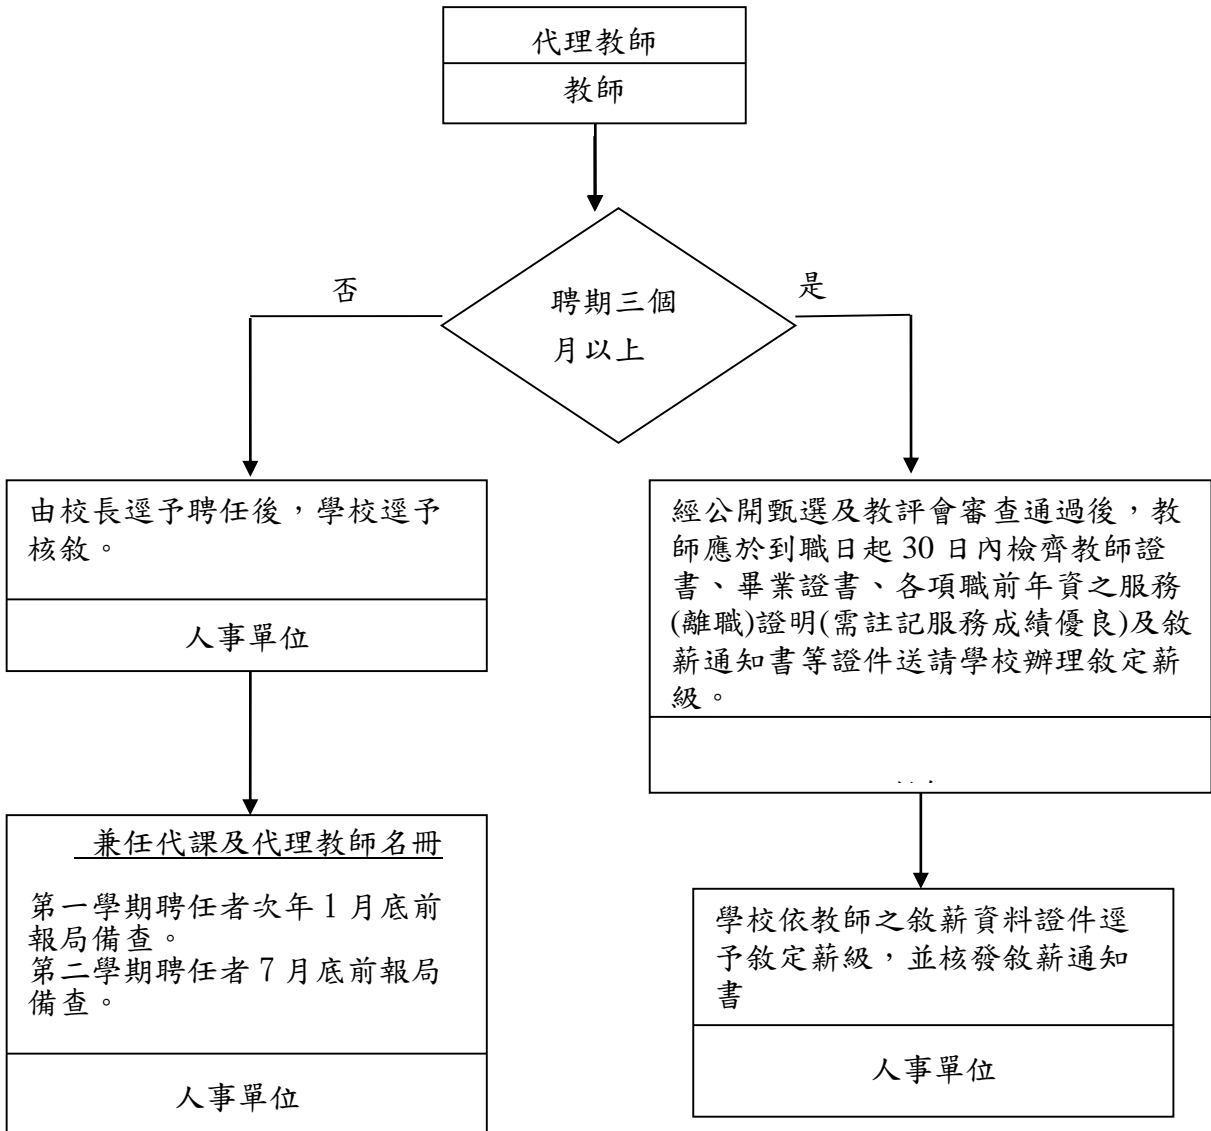 代理教師
教師
聘期三個
月以上
否
是
由校長逕予聘任後，學校逕予
核敘。
人事單位
兼任代課及代理教師名冊
第一學期聘任者次年 1 月底前
報局備查。
第二學期聘任者 7 月底前報局
備查。
人事單位
經公開甄選及教評會審查通過後，教
師應於到職日起 30 日內檢齊教師證
書、畢業證書、各項職前年資之服務
(離職)證明(需註記服務成績優良)及敘
薪通知書等證件送請學校辦理敘定薪
級。
學校依教師之敘薪資料證件逕
予敘定薪級，並核發敘薪通知
書
人事單位